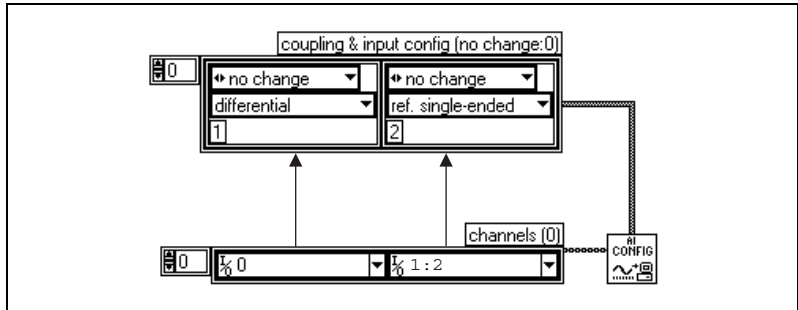 coupling & input config (no change:0)
0
no change no change
differential ref. single-ended
1 2
channels (0)
0 I/O 0 I/O 1:2
AI
CONFIG